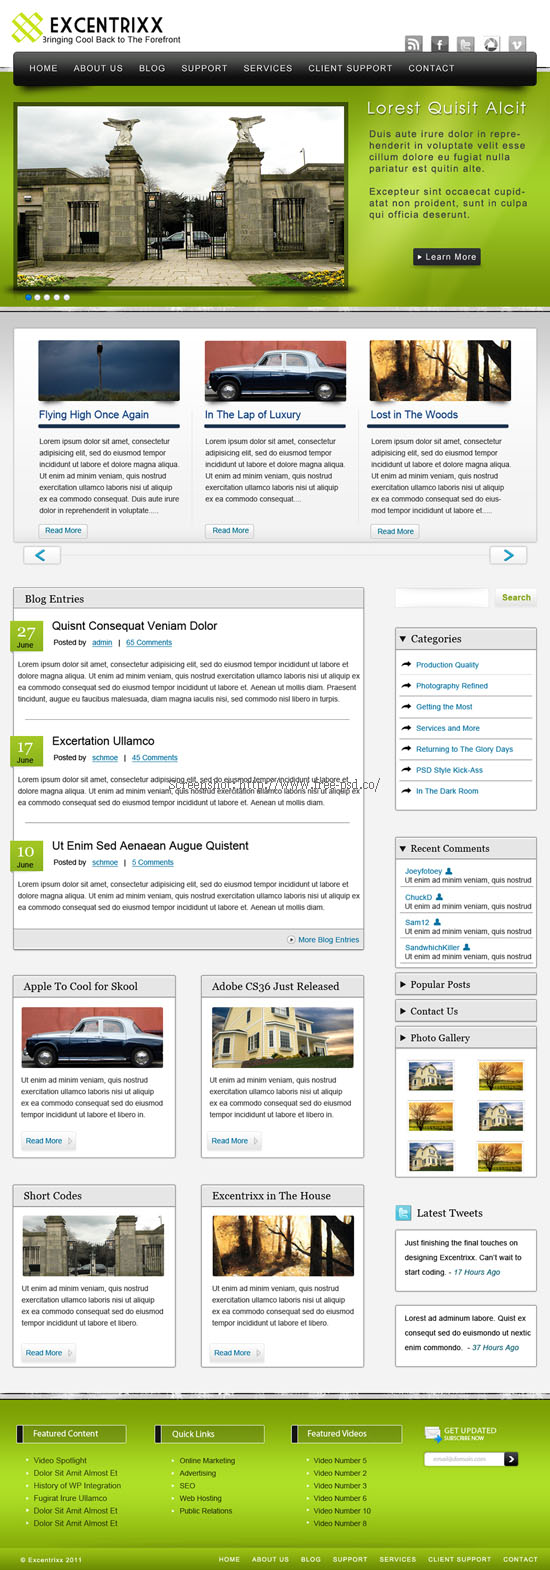 EXCENTRIXX
Bringing Cool Back to The Forefront
HOME ABOUT US BLOG SUPPORT SERVICES CLIENT SUPPORT CONTACT
Lorest Quisit Alcit
Duis aute irure dolor in repre-
henderit in voluptate velit esse
cillum dolore eu fugiat nulla
pariatur est quitin alte.
Excepteur sint occaecat cupid-
atat non proident, sunt in culpa
qui officia deserunt.
Learn More
Flying High Once Again
Lorem ipsum dolor sit amet, consectetur
adipisicing elit, sed do eiusmod tempor
incididunt ut labore et dolore magna aliqua.
Ut enim ad minim veniam, quis nostrud
exercitation ullamco laboris nisi ut aliquip
ex ea commodo consequat. Duis aute irure
dolor in reprehenderit in voluptate.....
Read More
In The Lap of Luxury
Lorem ipsum dolor sit amet, consectetur
adipisicing elit, sed do eiusmod tempor
incididunt ut labore et dolore magna aliqua.
Ut enim ad minim veniam, quis nostrud
exercitation ullamco laboris nisi ut aliquip
ex ea commodo consequat....
Read More
Lost in The Woods
Lorem ipsum dolor sit amet, consectetur
adipisicing elit, sed do eiusmod tempor
incididunt ut labore et dolore magna aliqua.
Ut enim ad minim veniam, quis nostrud
exercitation ullamco laboris nisi ut aliquip
ex ea commodo consequat, sed do eius-
mod tempor incididunt ut labore et.....
Read More
Blog Entries
27
June
Quisnt Consequat Veniam Dolor
Posted by admin | 65 Comments
Lorem ipsum dolor sit amet, consectetur adipisicing elit, sed do eiusmod tempor incididunt ut labore et
dolore magna aliqua. Ut enim ad minim veniam, quis nostrud exercitation ullamco laboris nisi ut aliquip ex
ea commodo consequat sed do eiusmod tempor incididunt ut labore et. Aenean ut mollis diam. Praesent
tincidunt, augue eu faucibus malesuada, diam magna iaculis nisi, sed commodo nisl libero in turpis.
17
June
Excertation Ullamco
Posted by schmoe | 45 Comments
Lorem ipsum dolor sit amet, consectetur adipisicing elit, sed do eiusmod tempor incididunt ut labore et
dolore magna aliqua. Ut enim ad minim veniam, quis nostrud exercitation ullamco laboris nisi ut aliquip
ex ea commodo consequat sed do eiusmod tempor incididunt ut labore et. Aenean ut mollis diam.
Screenshot: http://www.free-psd.co/
10
June
Ut Enim Sed Aenaean Augue Quistent
Posted by schmoe | 5 Comments
Lorem ipsum dolor sit amet, consectetur adipisicing elit, sed do eiusmod tempor incididunt ut labore et
dolore magna aliqua. Ut enim ad minim veniam, quis nostrud exercitation ullamco laboris nisi ut aliquip
ex ea commodo consequat sed do eiusmod tempor incididunt ut labore et. Aenean ut mollis diam.
More Blog Entries
Search
Categories
Production Quality
Photography Refined
Getting the Most
Services and More
Returning to The Glory Days
PSD Style Kick-Ass
In The Dark Room
Recent Comments
Joeyfotoey
Ut enim ad minim veniam, quis nostrud
ChuckD
Ut enim ad minim veniam, quis nostrud
Sam12
Ut enim ad minim veniam, quis nostrud
SandwhichKiller
Ut enim ad minim veniam, quis nostrud
Popular Posts
Contact Us
Photo Gallery
Apple To Cool for Skool
Ut enim ad minim veniam, quis nostrud
exercitation ullamco laboris nisi ut aliquip
ex ea commodo consequat sed do eiusmod
tempor incididunt ut labore et libero in.
Read More
Adobe CS36 Just Released
Ut enim ad minim veniam, quis nostrud
exercitation ullamco laboris nisi ut aliquip
ex ea commodo consequat sed do eiusmod
tempor incididunt ut labore et libero in.
Read More
Short Codes
Ut enim ad minim veniam, quis nostrud
exercitation ullamco laboris nisi ut aliquip
ex ea commodo consequat sed do eiusmod
tempor incididunt ut labore et libero.
Read More
Excentrixx in The House
Ut enim ad minim veniam, quis nostrud
exercitation ullamco laboris nisi ut aliquip
ex ea commodo consequat sed do eiusmod
tempor incididunt ut labore et libero.
Read More
Latest Tweets
Just finishing the final touches on
designing Excentrixx. Can't wait to
start coding. - 17 Hours Ago
Lorest ad adminum labore. Quist ex
consequt sed do euismondo ut nextic
enim commondo. - 37 Hours Ago
Featured Content
Video Spotlight
Dolor Sit Amit Almost Et
History of WP Integration
Fugirat Irure Ullamco
Dolor Sit Amit Almost Et
Dolor Sit Amit Almost Et
Quick Links
Online Marketing
Advertising
SEO
Web Hosting
Public Relations
Featured Videos
Video Number 5
Video Number 2
Video Number 3
Video Number 6
Video Number 10
Video Number 8
GET UPDATED
SUBSCRIBE NOW
email@domain.com
© Excentrixx 2011
HOME ABOUT US BLOG SUPPORT SERVICES CLIENT SUPPORT CONTACT